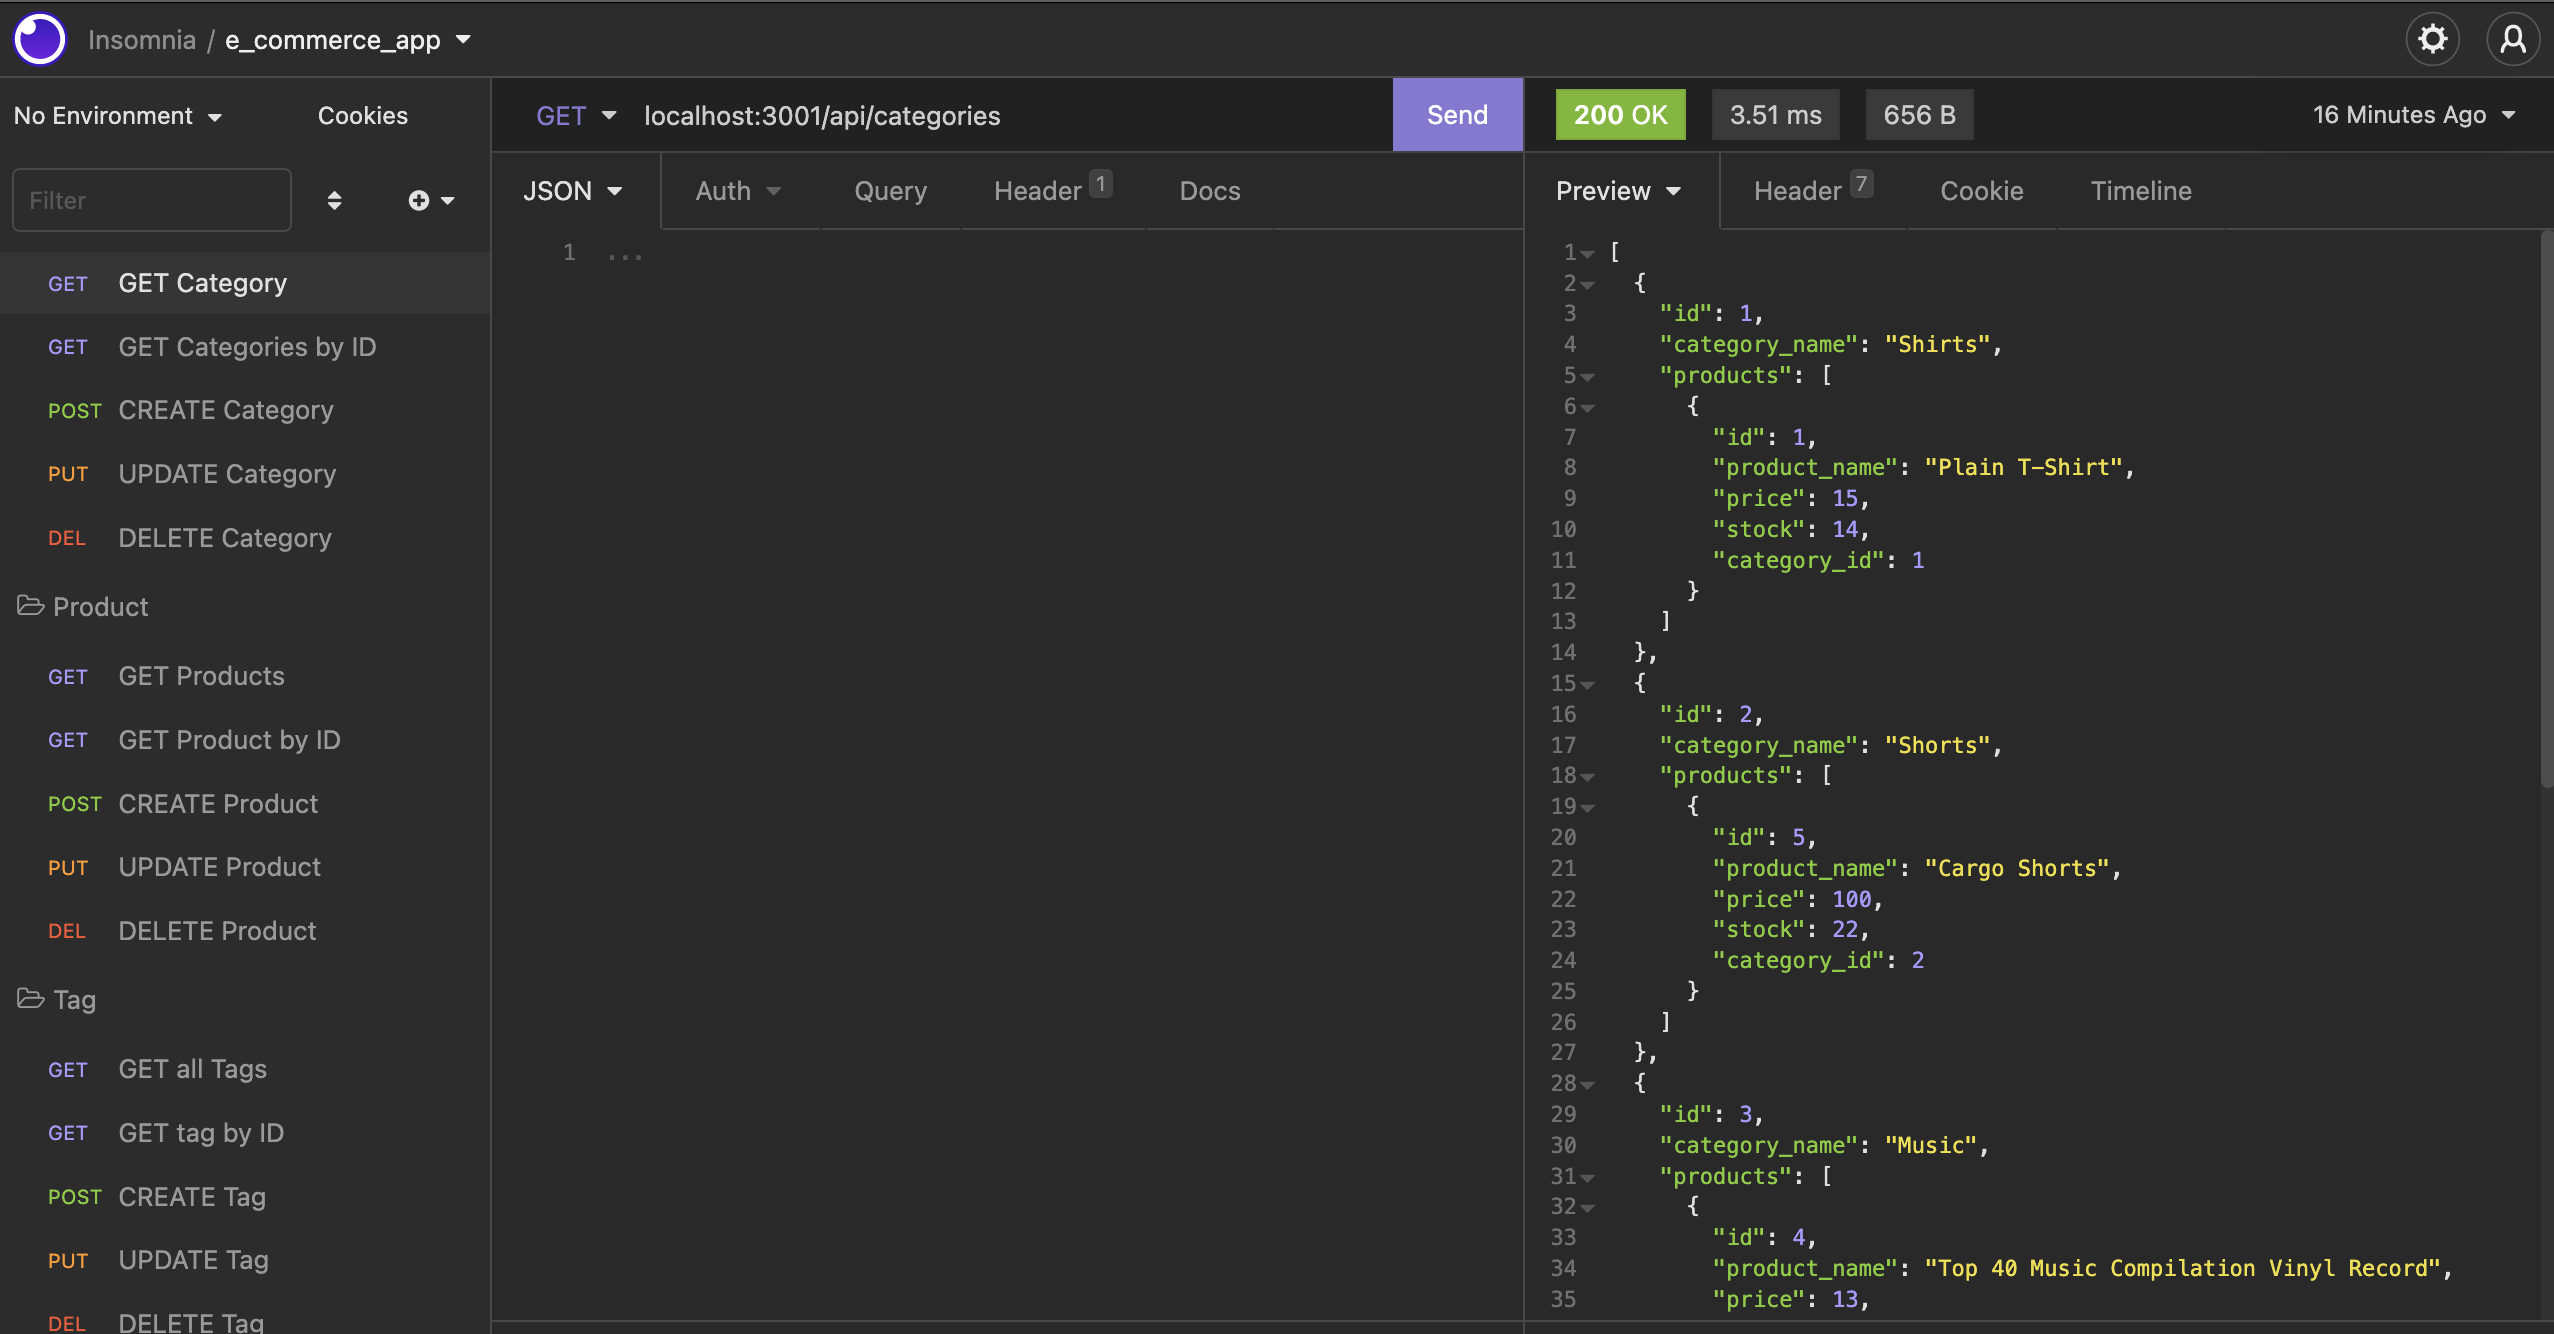 Insomnia / e_commerce_app
No Environment
Cookies
Filter
GET GET Category
GET GET Categories by ID
POST CREATE Category
PUT UPDATE Category
DEL DELETE Category
Product
GET GET Products
GET GET Product by ID
POST CREATE Product
PUT UPDATE Product
DEL DELETE Product
Tag
GET GET all Tags
GET GET tag by ID
POST CREATE Tag
PUT UPDATE Tag
DEL DELETE Tag
GET localhost:3001/api/categories Send
JSON Auth Query Header 1 Docs
1 ...
200 OK 3.51 ms 656 B 16 Minutes Ago
Preview Header 7 Cookie Timeline
1 [
2 {
3 "id": 1,
4 "category_name": "Shirts",
5 "products": [
6 {
7 "id": 1,
8 "product_name": "Plain T-Shirt",
9 "price": 15,
10 "stock": 14,
11 "category_id": 1
12 }
13 ]
14 },
15 {
16 "id": 2,
17 "category_name": "Shorts",
18 "products": [
19 {
20 "id": 5,
21 "product_name": "Cargo Shorts",
22 "price": 100,
23 "stock": 22,
24 "category_id": 2
25 }
26 ]
27 },
28 {
29 "id": 3,
30 "category_name": "Music",
31 "products": [
32 {
33 "id": 4,
34 "product_name": "Top 40 Music Compilation Vinyl Record",
35 "price": 13,